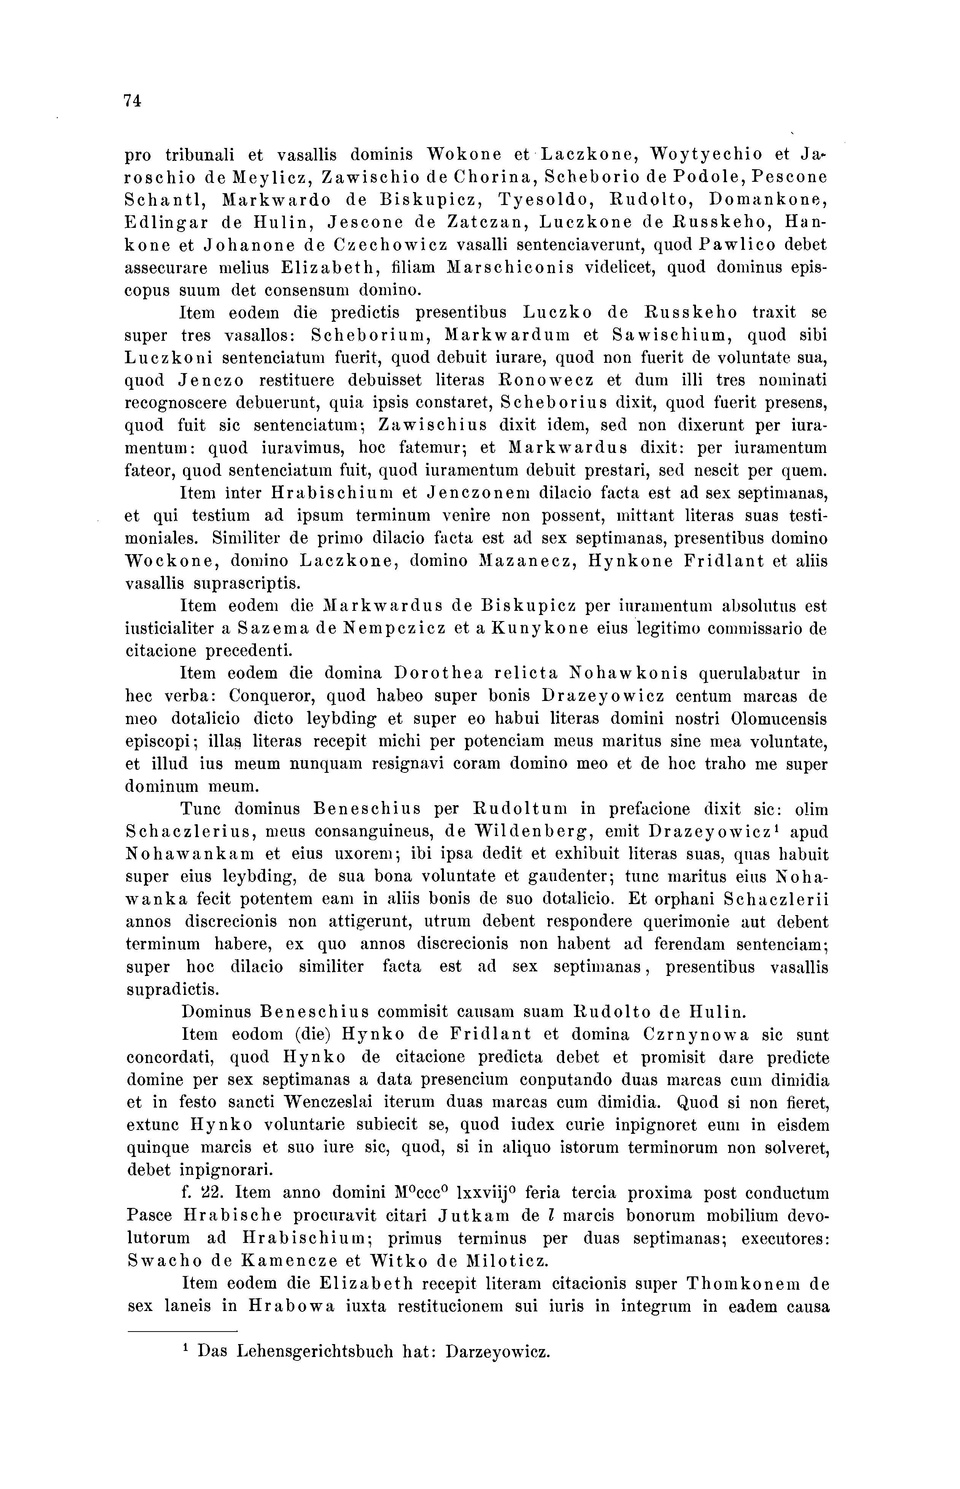 74
pro tribunali et vasallis dominis Wokone et Laczkone, Woytyechio et Ja-
roschio de Meylicz, Zawischio de Chorina, Scheborio de Podole, Pescone
Schantl, Markwardo de Biskupicz, Tyesoldo, Rudolto, Domankone,
Edlingar de Hulin, Jescone de Zatczan, Luczkone de Russkeho, Han-
kone et Johanone de Czechowicz vasalli sentenciaverunt, quod Pawlico debet
assecurare melius Elizabeth, filiam Marschiconis videlicet, quod dominus epis-
copus suum det consensum domino.
Item eodem die predictis presentibus Luczko de Russkeho traxit se
super tres vasallos: Scheborium, Markwardum et Sawischium, quod sibi
Luczkoni sentenciatum fuerit, quod debuit iurare, quod non fuerit de voluntate sua,
quod Jenczo restituere debuisset literas Ronowecz et dum illi tres nominati
recognoscere debuerunt, quia ipsis constaret, Scheborius dixit, quod fuerit presens,
quod fuit sic sentenciatum; Zawischius dixit idem, sed non dixerunt per iura-
mentum: quod iuravimus, hoc fatemur; et Markwardus dixit: per iuramentum
fateor, quod sentenciatum fuit, quod iuramentum debuit prestari, sed nescit per quem.
Item inter Hrabischium et Jenczonem dilacio facta est ad sex septimanas,
et qui testium ad ipsum terminum venire non possent, mittant literas suas testi-
moniales. Similiter de primo dilacio facta est ad sex septimanas, presentibus domino
Wockone, domino Laczkone, domino Mazanecz, Hynkone Fridlant et aliis
vasallis suprascriptis.
Item eodem die Markwardus de Biskupicz per iuramentum absolutus est
iusticialiter a Sazema de Nempczicz et a Kunykone eius legitimo commissario de
citacione precedenti.
Item eodem die domina Dorothea relicta Nohawkonis querulabatur in
hec verba: Conqueror, quod habeo super bonis Drazeyowicz centum marcas de
meo dotalicio dicto leybding et super eo habui literas domini nostri Olomucensis
episcopi; illas literas recepit michi per potenciam meus maritus sine mea voluntate,
et illud ius meum nunquam resignavi coram domino meo et de hoc traho me super
dominum meum.
Tunc dominus Beneschius per Rudoltum in prefacione dixit sic: olim
Schaczlerius, meus consanguineus, de Wildenberg, emit Drazeyowicz¹ apud
Nohawankam et eius uxorem; ibi ipsa dedit et exhibuit literas suas, quas habuit
super eius leybding, de sua bona voluntate et gaudenter; tunc maritus eius Noha-
wanka fecit potentem eam in aliis bonis de suo dotalicio. Et orphani Schaczlerii
annos discrecionis non attigerunt, utrum debent respondere querimonie aut debent
terminum habere, ex quo annos discrecionis non habent ad ferendam sentenciam;
super hoc dilacio similiter facta est ad sex septimanas, presentibus vasallis
supradictis.
Dominus Beneschius commisit causam suam Rudolto de Hulin.
Item eodom (die) Hynko de Fridlant et domina Czrnynowa sic sunt
concordati, quod Hynko de citacione predicta debet et promisit dare predicte
domine per sex septimanas a data presencium conputando duas marcas cum dimidia
et in festo sancti Wenczeslai iterum duas marcas cum dimidia. Quod si non fieret,
extunc Hynko voluntarie subiecit se, quod iudex curie inpignoret eum in eisdem
quinque marcis et suo iure sic, quod, si in aliquo istorum terminorum non solveret,
debet inpignorari.
f. 22. Item anno domini M⁰ccc⁰ lxxviij⁰ feria tercia proxima post conductum
Pasce Hrabische procuravit citari Jutkam de l marcis bonorum mobilium devo-
lutorum ad Hrabischium; primus terminus per duas septimanas; executores:
Swacho de Kamencze et Witko de Miloticz.
Item eodem die Elizabeth recepit literam citacionis super Thomkonem de
sex laneis in Hrabowa iuxta restitucionem sui iuris in integrum in eadem causa
¹ Das Lehensgerichtsbuch hat: Darzeyowicz.